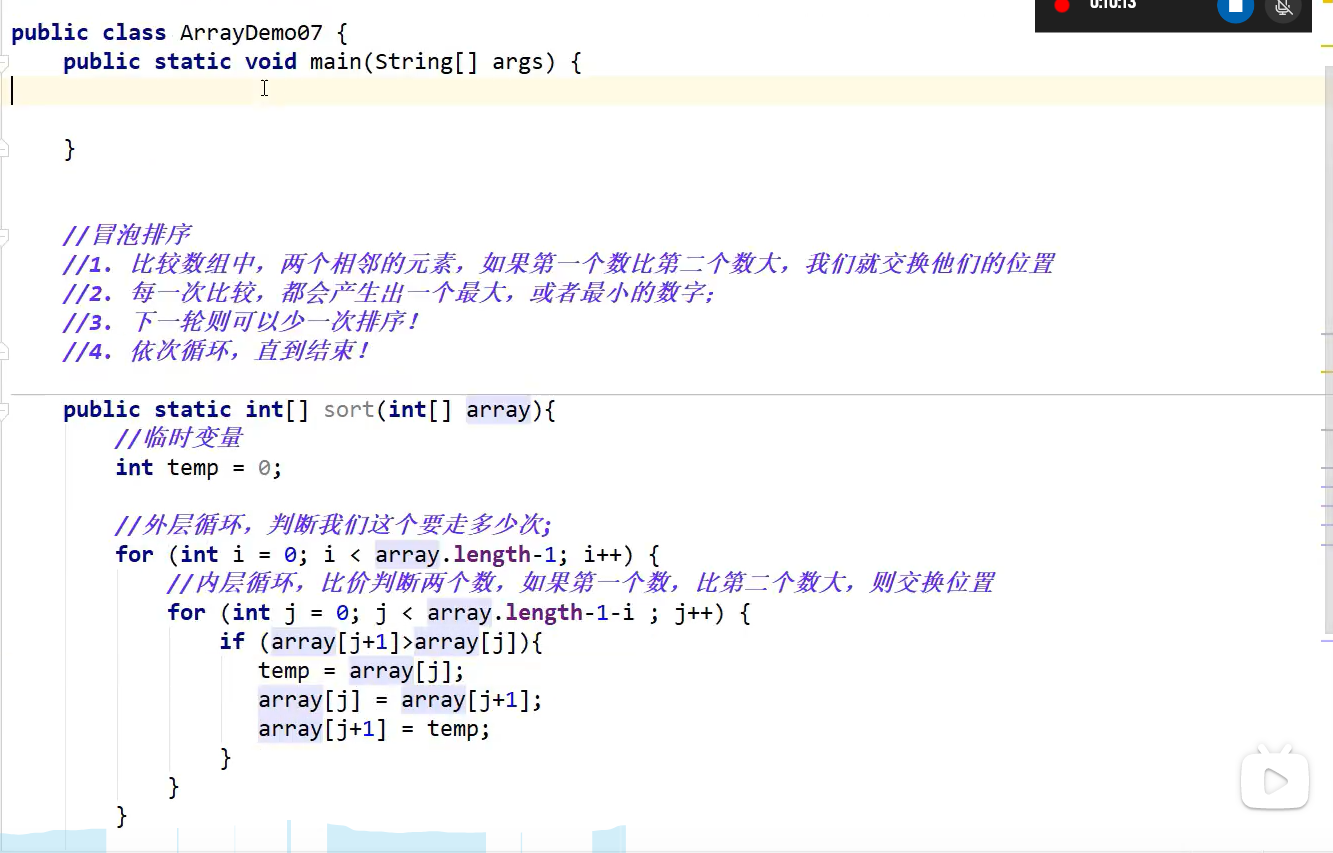 public class ArrayDemo07 {
0:10:13
public static void main(String[] args) {
}
//冒泡排序
//1. 比较数组中，两个相邻的元素，如果第一个数比第二个数大，我们就交换他们的位置
//2. 每一次比较，都会产生出一个最大，或者最小的数字；
//3. 下一轮则可以少一次排序！
//4. 依次循环，直到结束！
public static int[] sort(int[] array){
//临时变量
int temp = 0;
//外层循环，判断我们这个要走多少次；
for (int i = 0; i < array.length-1; i++) {
//内层循环，比价判断两个数，如果第一个数，比第二个数大，则交换位置
for (int j = 0; j < array.length-1-i ; j++) {
if (array[j+1]>array[j]){
temp = array[j];
array[j] = array[j+1];
array[j+1] = temp;
}
}
}